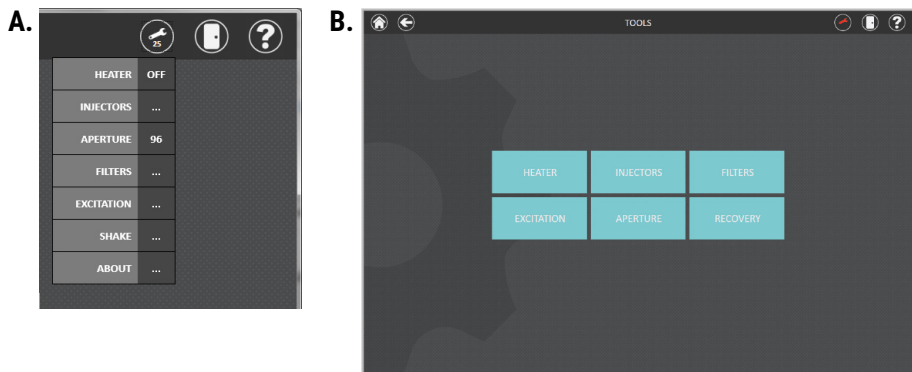 A.
25
?
HEATER OFF
INJECTORS ...
APERTURE 96
FILTERS ...
EXCITATION ...
SHAKE ...
ABOUT ...
B.
TOOLS
?
HEATER INJECTORS FILTERS
EXCITATION APERTURE RECOVERY